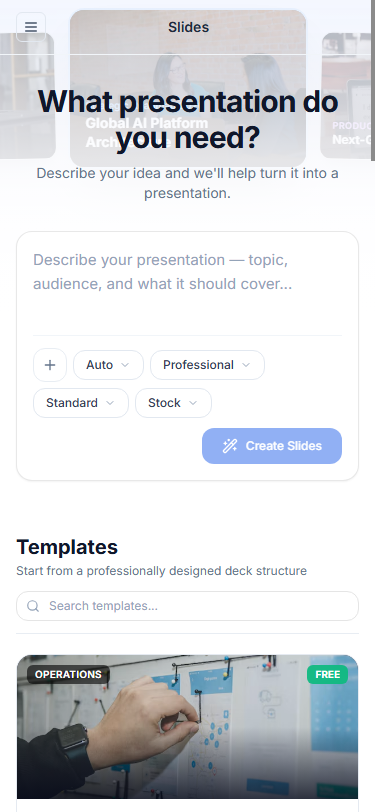 Slides
What presentation do
Global AI Platform
you need?
PRODU
Next-G
Describe your idea and we'll help turn it into a
presentation.
Describe your presentation — topic,
audience, and what it should cover...
Auto
Professional
Standard
Stock
Create Slides
Templates
Start from a professionally designed deck structure
Search templates...
OPERATIONS
FREE